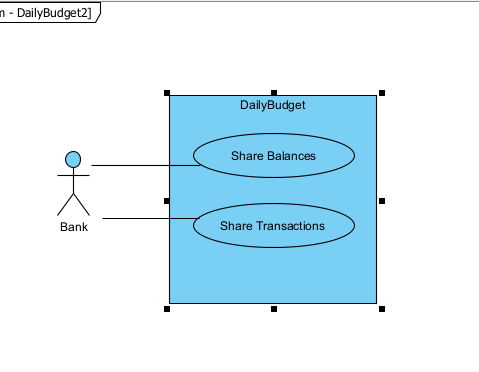 m - DailyBudget2]
DailyBudget
Share Balances
Share Transactions
Bank